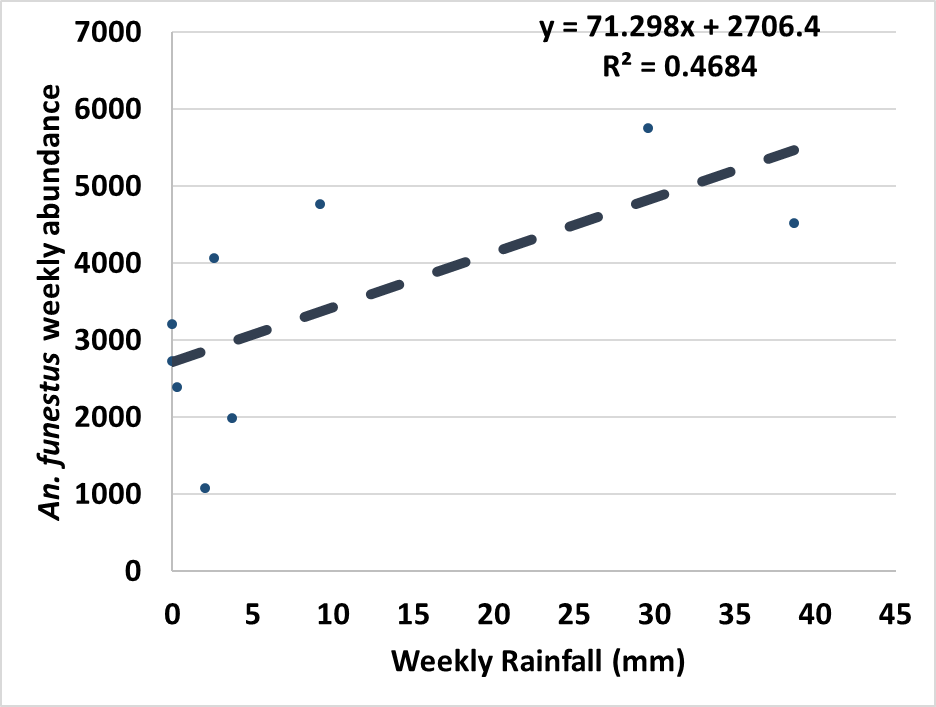 y = 71.298x + 2706.4
R² = 0.4684
7000
6000
5000
4000
3000
2000
1000
0
An. funestus weekly abundance
0 5 10 15 20 25 30 35 40 45
Weekly Rainfall (mm)